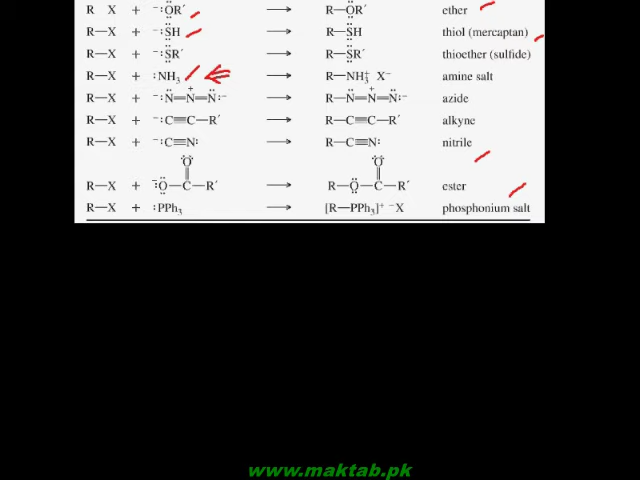 R X + ⁻:ÖR´ ⟶ R—ÖR´ ether
R—X + ⁻:SH ⟶ R—SH thiol (mercaptan)
R—X + ⁻:SR´ ⟶ R—SR´ thioether (sulfide)
R—X + :NH₃ ⟶ R—NH₃⁺ X⁻ amine salt
R—X + ⁻:N=N⁺=N:⁻ ⟶ R—N=N⁺=N:⁻ azide
R—X + ⁻:C≡C—R´ ⟶ R—C≡C—R´ alkyne
R—X + ⁻:C≡N: ⟶ R—C≡N: nitrile
:O: :O:
R—X + ⁻:O—C—R´ ⟶ R—O—C—R´ ester
R—X + :PPh₃ ⟶ [R—PPh₃]⁺ ⁻X phosphonium salt
www.maktab.pk